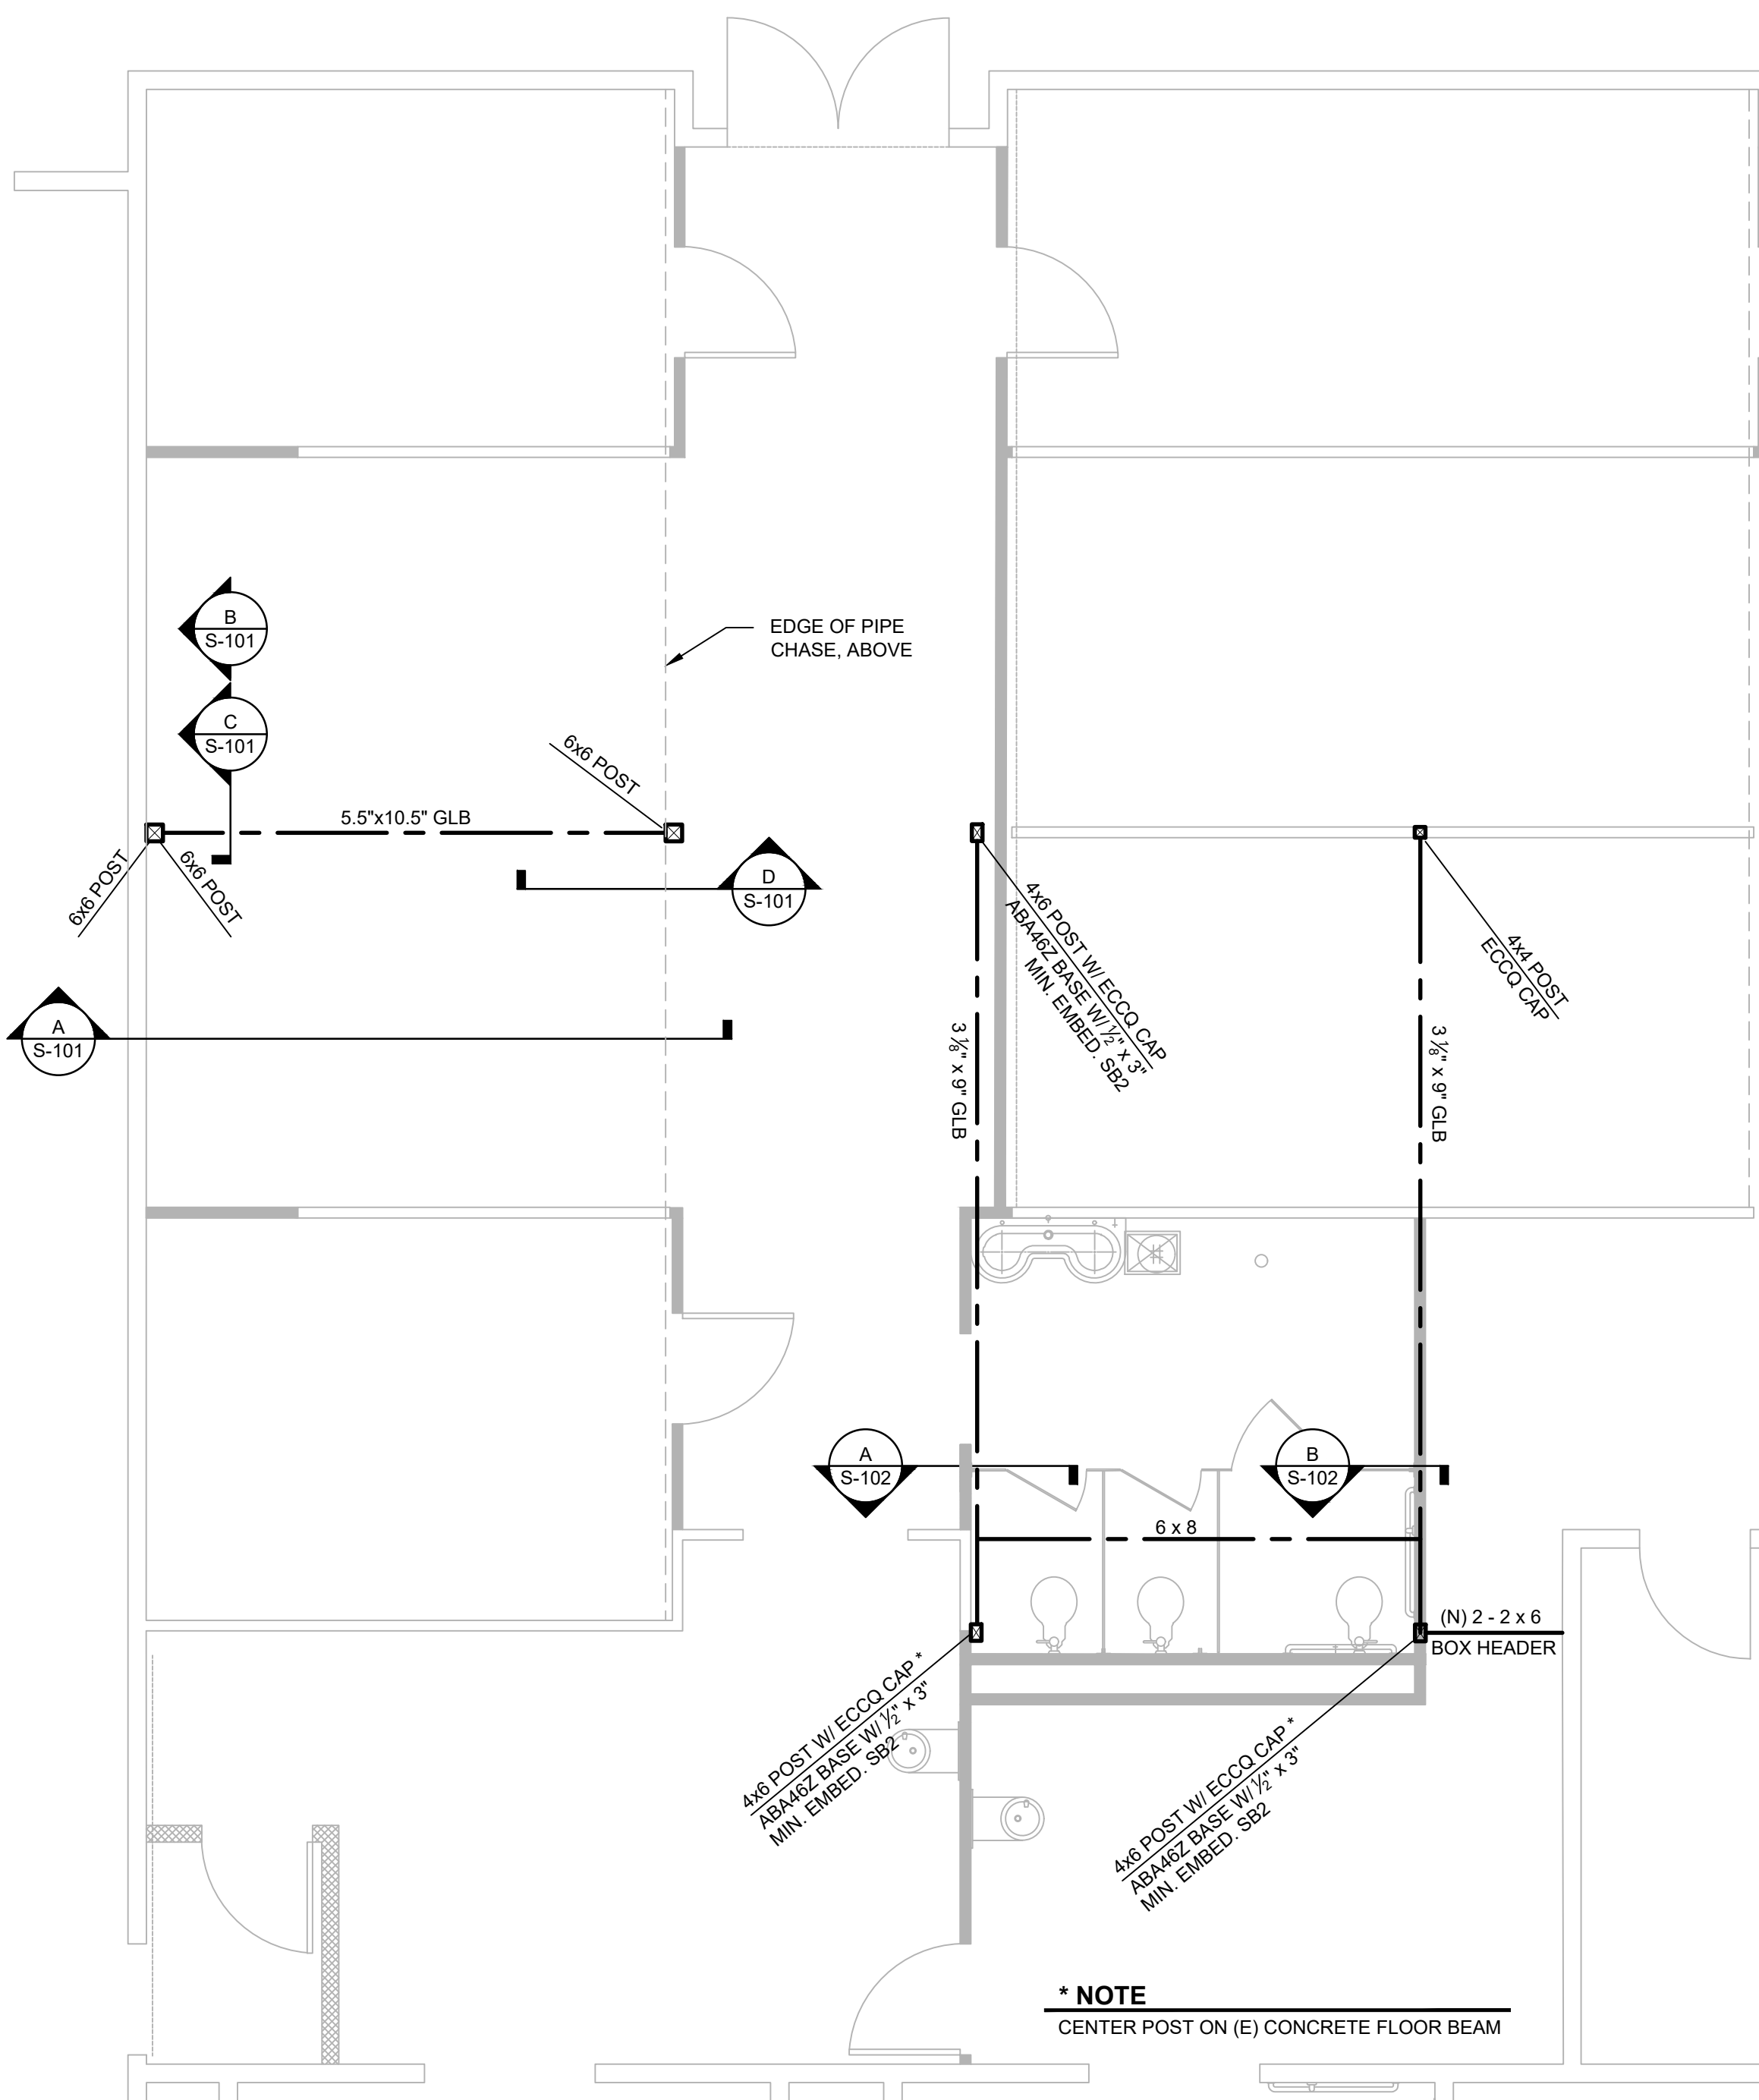 B
S-101
EDGE OF PIPE
CHASE, ABOVE
C
S-101
6x6 POST
5.5"x10.5" GLB
6x6 POST
6x6 POST
D
S-101
4x6 POST W/ ECCQ CAP
ABA46Z BASE W/ ½" x 3"
MIN. EMBED. SB2
4x4 POST
ECCQ CAP
A
S-101
3 ⅛" x 9" GLB
3 ⅛" x 9" GLB
A
S-102
B
S-102
6 x 8
(N) 2 - 2 x 6
BOX HEADER
4x6 POST W/ ECCQ CAP *
ABA46Z BASE W/ ½" x 3"
MIN. EMBED. SB2
4x6 POST W/ ECCQ CAP *
ABA46Z BASE W/ ½" x 3"
MIN. EMBED. SB2
* NOTE
CENTER POST ON (E) CONCRETE FLOOR BEAM